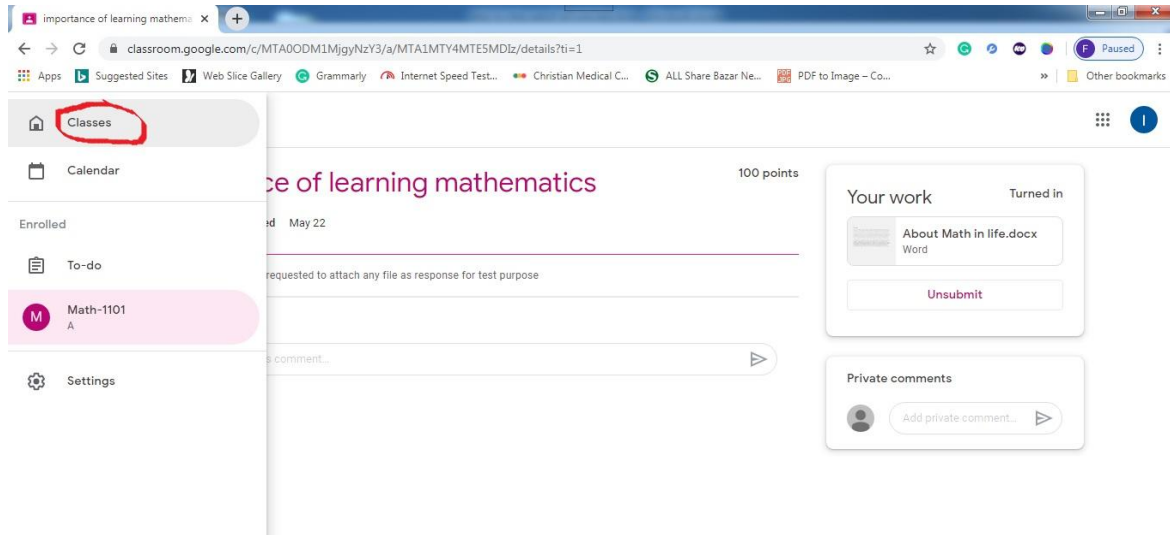 importance of learning mathema
classroom.google.com/c/MTA0ODM1MjgyNzY3/a/MTA1MTY4MTE5MDIz/details?ti=1
Paused
Apps Suggested Sites Web Slice Gallery Grammarly Internet Speed Test... Christian Medical C... ALL Share Bazar Ne... PDF to Image – Co... » Other bookmarks
Classes
Calendar
Enrolled
To-do
M Math-1101
A
Settings
ce of learning mathematics
100 points
ed May 22
requested to attach any file as response for test purpose
s comment...
I
Your work Turned in
About Math in life.docx
Word
Unsubmit
Private comments
Add private comment...